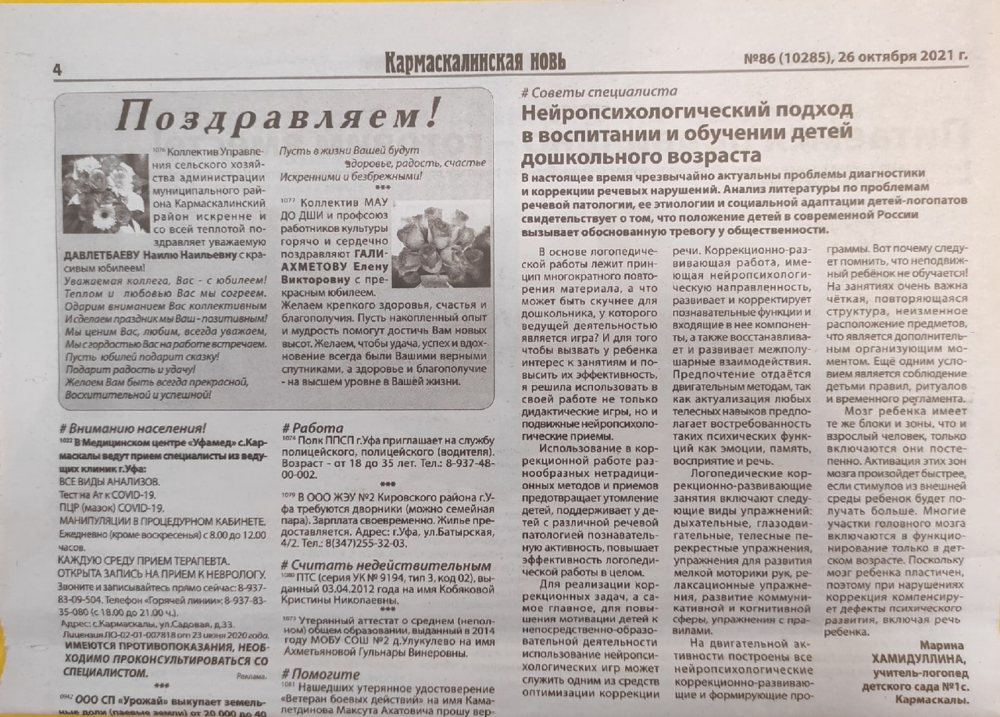 4
Кармаскалинская новь
№86 (10285), 26 октября 2021 г.
Поздравляем!
1076 Коллектив Управле-
ния сельского хозяй-
ства администрации
муниципального рай-
она Кармаскалинский
район искренне и
со всей теплотой по-
здравляет уважаемую
ДАВЛЕТБАЕВУ Наилю Наильевну с кра-
сивым юбилеем!
Уважаемая коллега, Вас - с юбилеем!
Теплом и любовью Вас мы согреем.
Одарим вниманием Вас коллективным
И сделаем праздник мы Ваш - позитивным!
Мы ценим Вас, любим, всегда уважаем,
Мы с гордостью Вас на работе встречаем.
Пусть юбилей подарит сказку!
Подарит радость и удачу!
Желаем Вам быть всегда прекрасной,
Восхитительной и успешной!
Пусть в жизни Вашей будут
здоровье, радость, счастье
Искренними и безбрежными!
***
1077 Коллектив МАУ
ДО ДШИ и профсоюз
работников культуры
горячо и сердечно
поздравляют ГАЛИ-
АХМЕТОВУ Елену
Викторовну с пре-
красным юбилеем.
Желаем крепкого здоровья, счастья и
благополучия. Пусть накопленный опыт
и мудрость помогут достичь Вам новых
высот. Желаем, чтобы удача, успех и вдох-
новение всегда были Вашими верными
спутниками, а здоровье и благополучие
- на высшем уровне в Вашей жизни.
# Вниманию населения!
1022 В Медицинском центре «Уфамед» с.Кар-
маскалы ведут прием специалисты из веду-
щих клиник г.Уфа:
ВСЕ ВИДЫ АНАЛИЗОВ.
Тест на Ат к COVID-19.
ПЦР (мазок) COVID-19.
МАНИПУЛЯЦИИ В ПРОЦЕДУРНОМ КАБИНЕТЕ.
Ежедневно (кроме воскресенья) с 8.00 до 12.00
часов.
КАЖДУЮ СРЕДУ ПРИЕМ ТЕРАПЕВТА.
ОТКРЫТА ЗАПИСЬ НА ПРИЕМ К НЕВРОЛОГУ.
Звоните и записывайтесь прямо сейчас: 8-937-
83-09-504. Телефон «Горячей линии»: 8-937-83-
35-080 (с 18.00 до 21.00 ч.).
Адрес: с.Кармаскалы, ул.Садовая, д.33.
Лицензия ЛО-02-01-007818 от 23 июня 2020 года.
ИМЕЮТСЯ ПРОТИВОПОКАЗАНИЯ, НЕОБ-
ХОДИМО ПРОКОНСУЛЬТИРОВАТЬСЯ СО
СПЕЦИАЛИСТОМ. Реклама.
***
0942 ООО СП «Урожай» выкупает земель-
ные доли (паевые земли) от 20 000 до 40
# Работа
1074 Полк ППСП г.Уфа приглашает на службу
полицейского, полицейского (водителя).
Возраст - от 18 до 35 лет. Тел.: 8-937-48-
00-002.
***
1079 В ООО ЖЭУ №2 Кировского района г.У-
фа требуются дворники (можно семейная
пара). Зарплата своевременно. Жилье пре-
доставляется. Адрес: г.Уфа, ул.Батырская,
4/2. Тел.: 8(347)255-32-03.
# Считать недействительным
1080 ПТС (серия УК № 9194, тип 3, код 02), вы-
данный 03.04.2012 года на имя Кобяковой
Кристины Николаевны.
***
1073 Утерянный аттестат о среднем (непол-
ном) общем образовании, выданный в 2014
году МОБУ СОШ №2 д.Улукулево на имя
Ахметьяновой Гульнары Винеровны.
# Помогите
1081 Нашедших утерянное удостоверение
«Ветеран боевых действий» на имя Кама-
летдинова Максута Ахатовича прошу вер-
# Советы специалиста
Нейропсихологический подход
в воспитании и обучении детей
дошкольного возраста
В настоящее время чрезвычайно актуальны проблемы диагностики
и коррекции речевых нарушений. Анализ литературы по проблемам
речевой патологии, ее этиологии и социальной адаптации детей-логопатов
свидетельствует о том, что положение детей в современной России
вызывает обоснованную тревогу у общественности.
В основе логопедиче-
ской работы лежит прин-
цип многократного повто-
рения материала, а что
может быть скучнее для
дошкольника, у которого
ведущей деятельностью
является игра? И для того
чтобы вызвать у ребенка
интерес к занятиям и по-
высить их эффективность,
я решила использовать в
своей работе не только
дидактические игры, но и
подвижные нейропсихоло-
гические приемы.
Использование в кор-
рекционной работе раз-
нообразных нетрадици-
онных методов и приемов
предотвращает утомление
детей, поддерживает у де-
тей с различной речевой
патологией познаватель-
ную активность, повышает
эффективность логопеди-
ческой работы в целом.
Для реализации кор-
рекционных задач, а са-
мое главное, для повы-
шения мотивации детей к
непосредственно-образо-
вательной деятельности
использование нейропси-
хологических игр может
служить одним из средств
оптимизации коррекции
речи. Коррекционно-раз-
вивающая работа, име-
ющая нейропсихологи-
ческую направленность,
развивает и корректирует
познавательные функции и
входящие в нее компонен-
ты, а также восстанавлива-
ет и развивает межполу-
шарные взаимодействия.
Предпочтение отдаётся
двигательным методам, так
как актуализация любых
телесных навыков предпо-
лагает востребованность
таких психических функ-
ций как эмоции, память,
восприятие и речь.
Логопедические кор-
рекционно-развивающие
занятия включают следу-
ющие виды упражнений:
дыхательные, глазодви-
гательные, телесные пе-
рекрестные упражнения,
упражнения для развития
мелкой моторики рук, ре-
лаксационные упражне-
ния, развитие коммуни-
кативной и когнитивной
сферы, упражнения с пра-
вилами.
На двигательной ак-
тивности построены все
нейропсихологические
коррекционно-развиваю-
щие и формирующие про-
граммы. Вот почему следу-
ет помнить, что неподвиж-
ный ребёнок не обучается!
На занятиях очень важна
чёткая, повторяющаяся
структура, неизменное
расположение предметов,
что является дополнитель-
ным организующим мо-
ментом. Ещё одним усло-
вием является соблюдение
детьми правил, ритуалов
и временного регламента.
Мозг ребенка имеет
те же блоки и зоны, что и
взрослый человек, только
включаются они посте-
пенно. Активация этих зон
мозга произойдет быстрее,
если стимулов из внешней
среды ребенок будет по-
лучать больше. Многие
участки головного мозга
включаются в функцио-
нирование только в дет-
ском возрасте. Поскольку
мозг ребенка пластичен,
поэтому при нарушениях
коррекция компенсиру-
ет дефекты психического
развития, включая речь
ребенка.
Марина
ХАМИДУЛЛИНА,
учитель-логопед
детского сада №1с.
Кармаскалы.